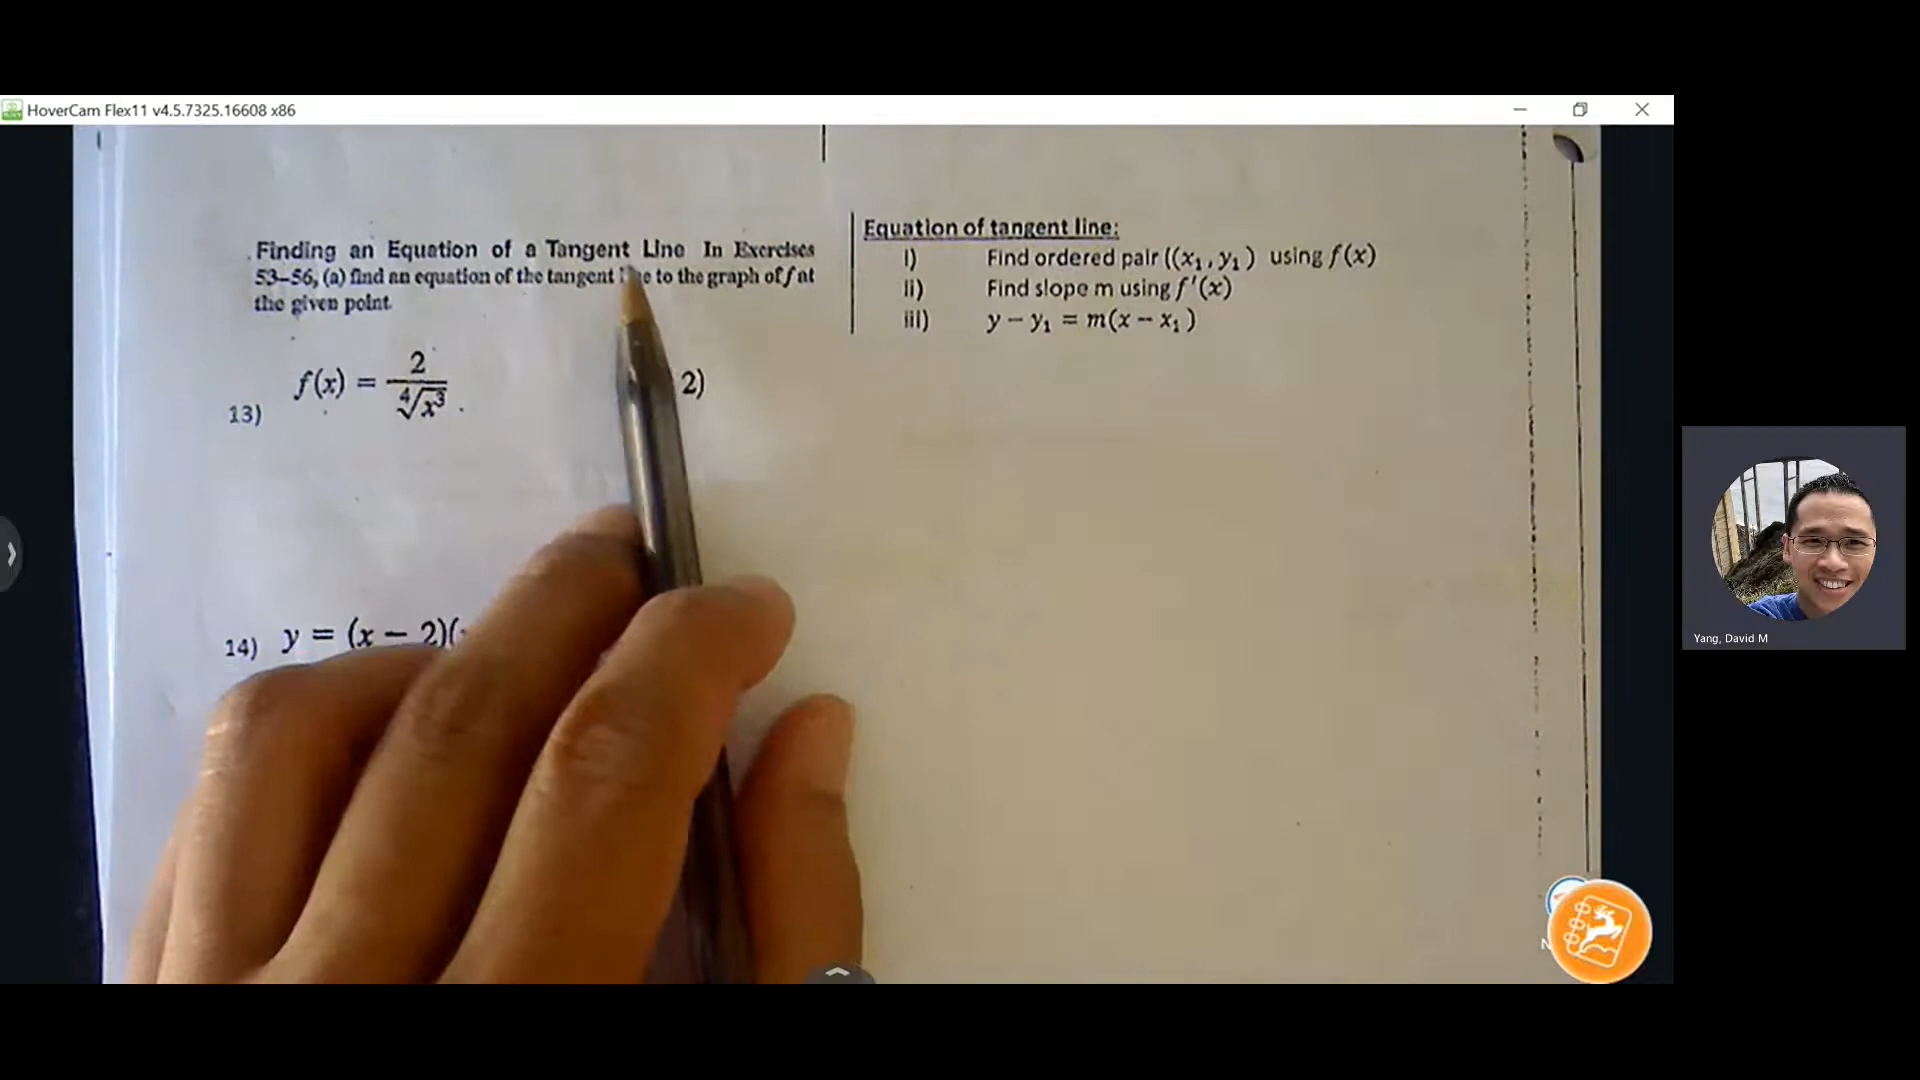 HoverCam Flex11 v4.5.7325.16608 x86
Finding an Equation of a Tangent Line In Exercises
53–56, (a) find an equation of the tangent to the graph of f at
the given point
13) f(x) = 2 / ∜x³
2)
14) y = (x − 2)(
Equation of tangent line:
i) Find ordered pair ((x₁, y₁) using f(x)
ii) Find slope m using f′(x)
iii) y − y₁ = m(x − x₁)
Yang, David M